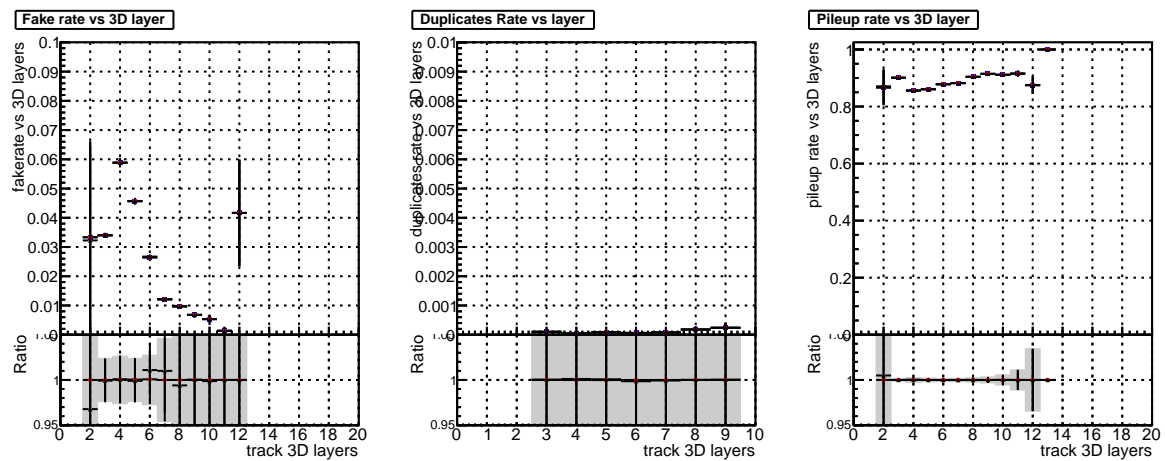 Fake rate vs 3D layer
fakerate vs 3D layers
0.1
0.09
0.08
0.07
0.06
0.05
0.04
0.03
0.02
0.01
0
Ratio
1
0.95
0 2 4 6 8 10 12 14 16 18 20
track 3D layers
Duplicates Rate vs layer
duplicates rate vs 3D layers
0.01
0.009
0.008
0.007
0.006
0.005
0.004
0.003
0.002
0.001
0
Ratio
1
0.95
0 1 2 3 4 5 6 7 8 9 10
track 3D layers
Pileup rate vs 3D layer
pileup rate vs 3D layers
1
0.8
0.6
0.4
0.2
0
Ratio
1
0.95
0 2 4 6 8 10 12 14 16 18 20
track 3D layers